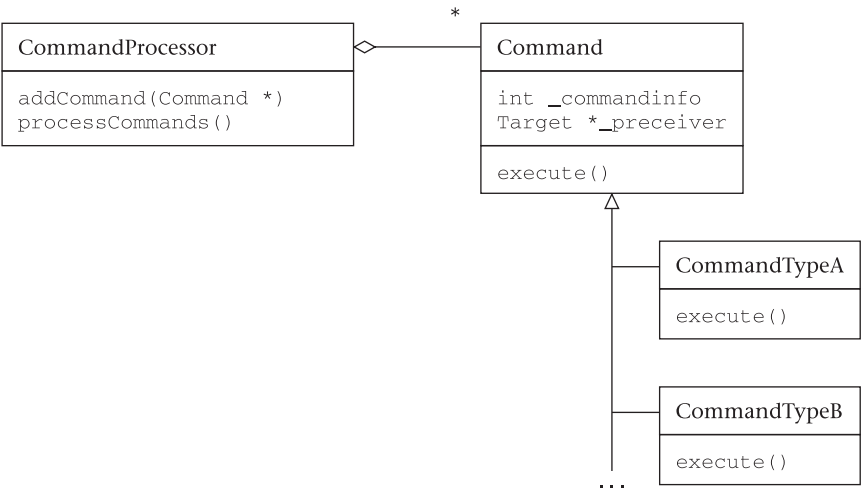 *
CommandProcessor
addCommand(Command *)
processCommands()
Command
int _commandinfo
Target *_preceiver
execute()
CommandTypeA
execute()
CommandTypeB
execute()
...